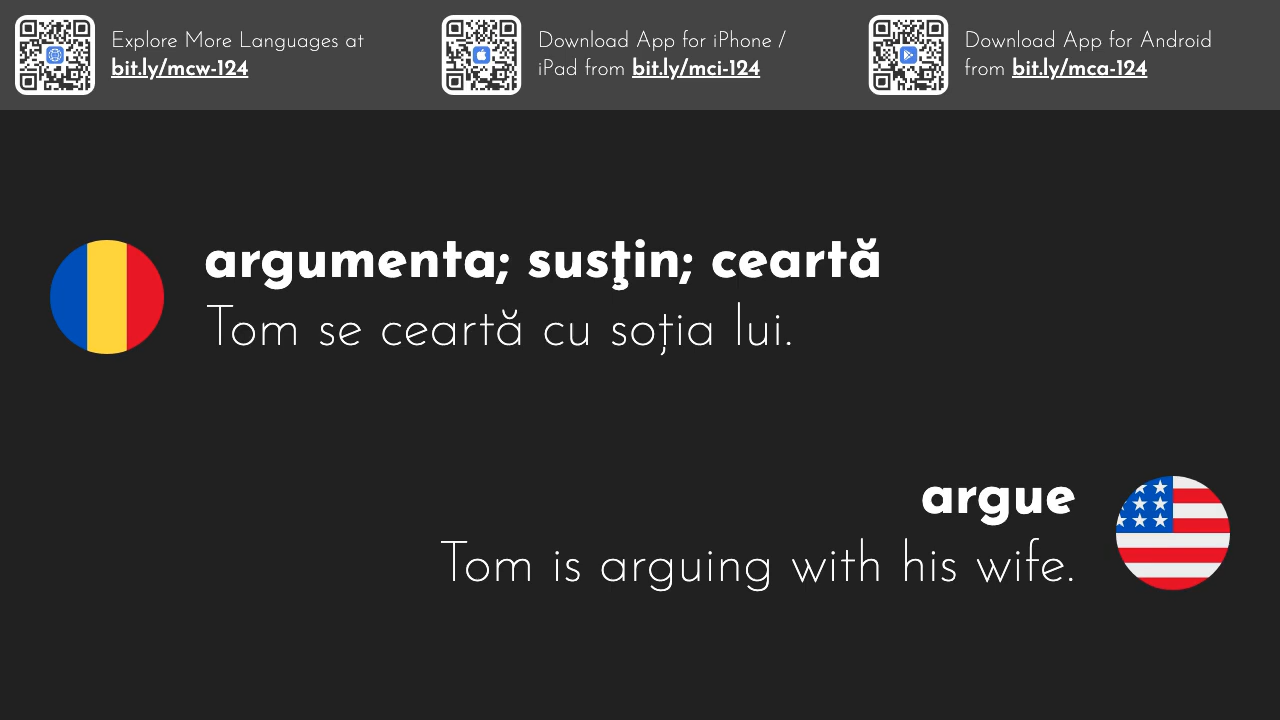 Explore More Languages at
bit.ly/mcw-124
Download App for iPhone /
iPad from bit.ly/mci-124
Download App for Android
from bit.ly/mca-124
argumenta; susţin; ceartă
Tom se ceartă cu soția lui.
argue
Tom is arguing with his wife.